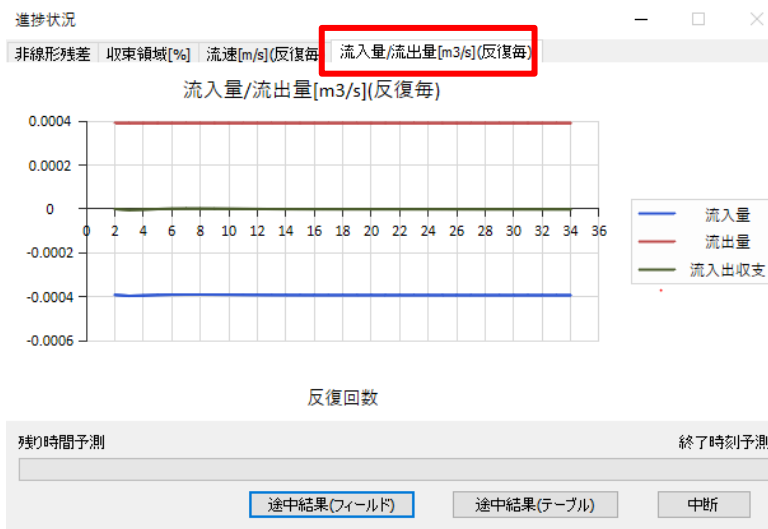 進捗状況
非線形残差 収束領域[%] 流速[m/s](反復毎 流入量/流出量[m3/s](反復毎)
流入量/流出量[m3/s](反復毎)
0.0004
0.0002
0
-0.0002
-0.0004
-0.0006
0 2 4 6 8 10 12 14 16 18 20 22 24 26 28 30 32 34 36
流入量
流出量
流入出収支
反復回数
残り時間予測 終了時刻予測
途中結果(フィールド) 途中結果(テーブル) 中断